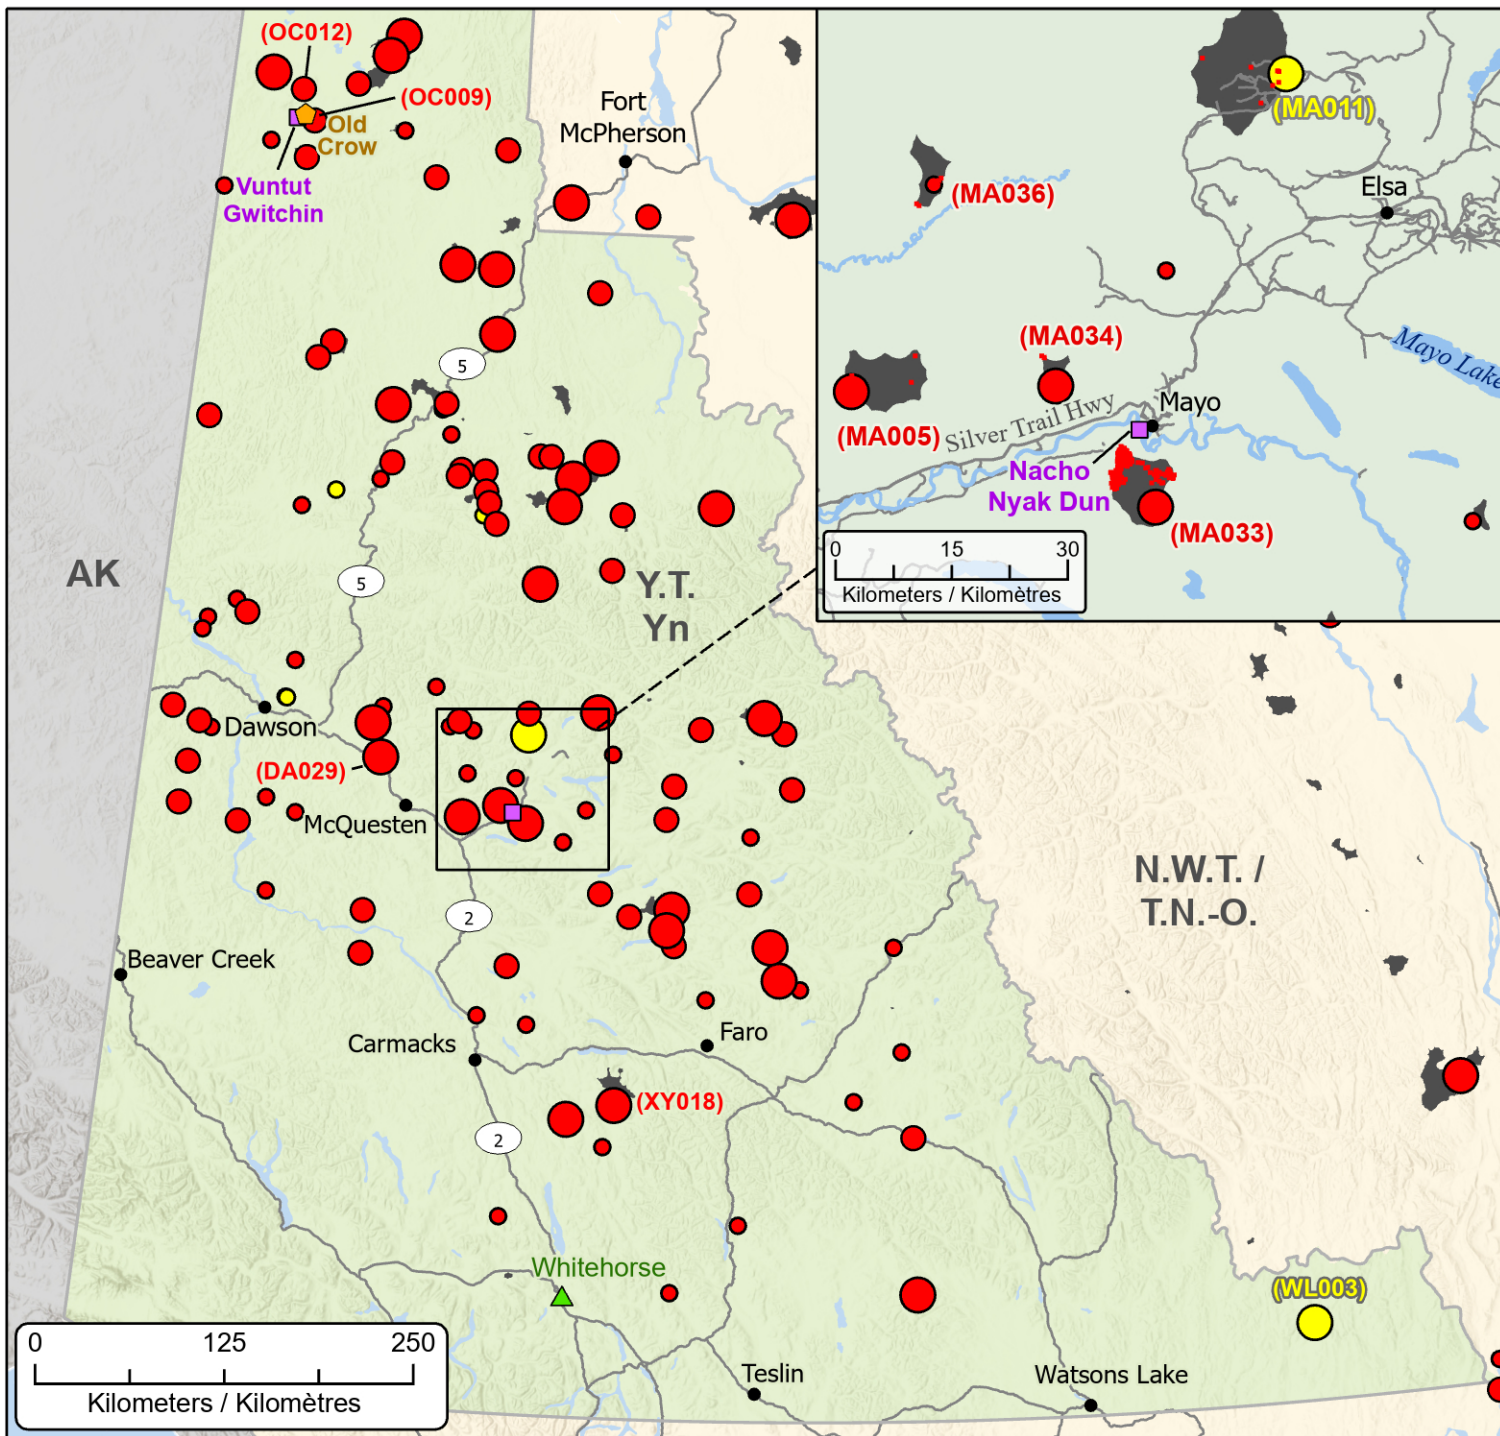 (OC012)
(OC009)
Old
Crow
Vuntut
Gwitchin
Fort
McPherson
5
5
AK
Y.T.
Yn
Dawson
(DA029)
McQuesten
2
Beaver Creek
Carmacks
Faro
(XY018)
2
Whitehorse
Teslin
Watsons Lake
(WL003)
N.W.T. /
T.N.-O.
0 125 250
Kilometers / Kilomètres
(MA011)
(MA036)
Elsa
(MA034)
Mayo Lake
(MA005)
Silver Trail Hwy
Mayo
Nacho
Nyak Dun
(MA033)
0 15 30
Kilometers / Kilomètres